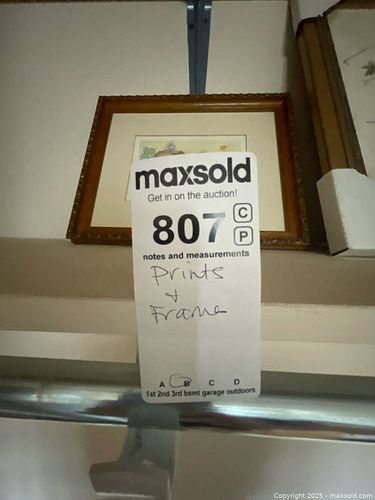 maxsold
Get in on the auction!
807 C
P
notes and measurements
Prints
+
Frame
A B C D
1st 2nd 3rd bsmt garage outdoors
Copyright © 2025 - maxsold.com